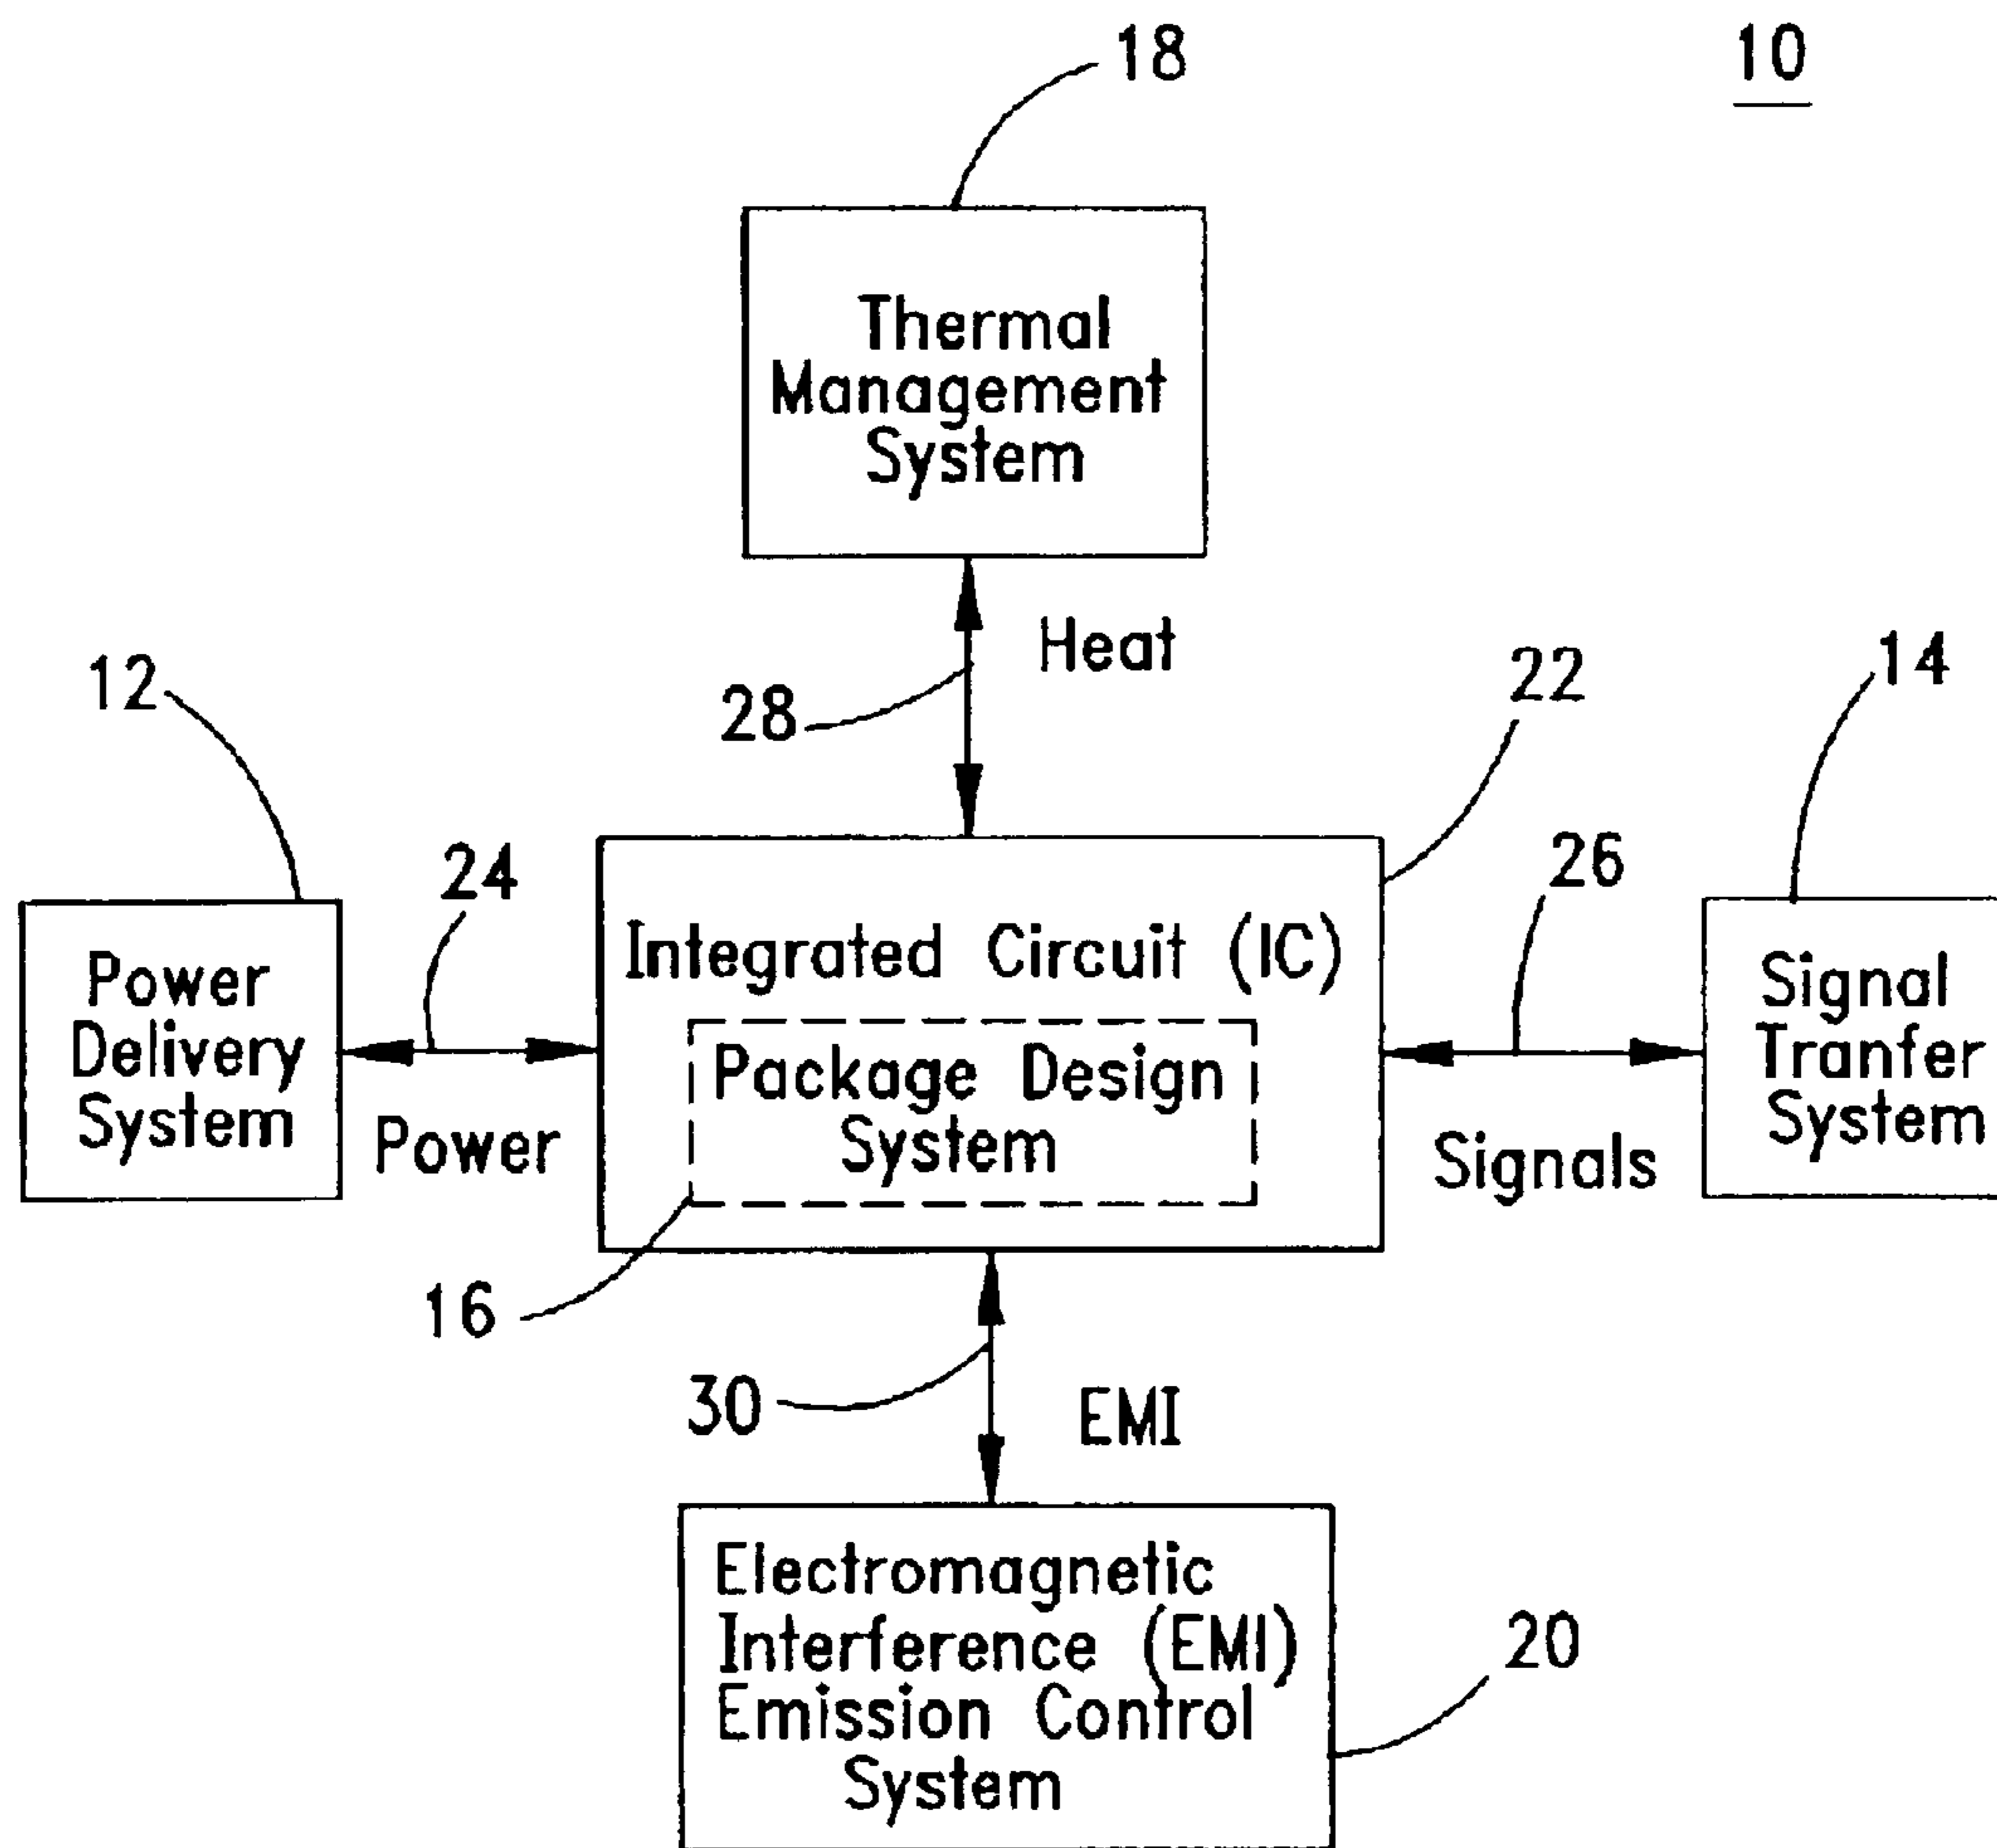 18
10
Thermal
Management
System
Heat
28
12
22
14
24
26
Power
Delivery
System
Power
Integrated Circuit (IC)
Package Design
System
Signals
Signal
Tranfer
System
16
30
EMI
Electromagnetic
Interference (EMI)
Emission Control
System
20